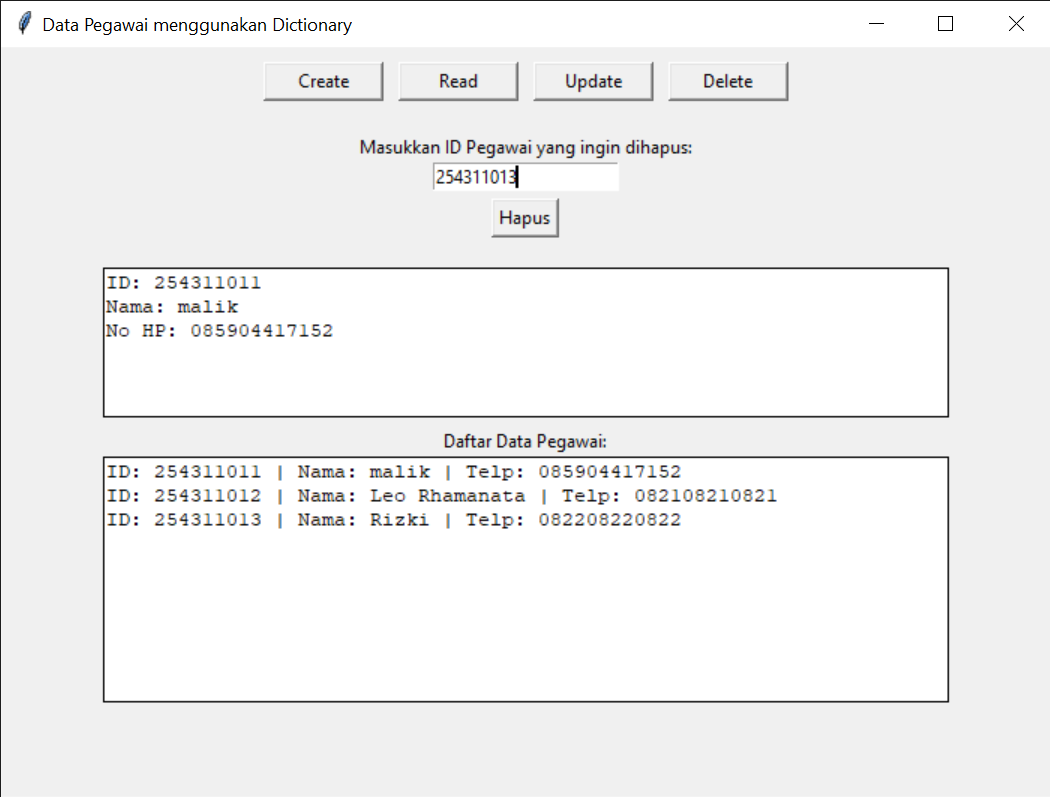 Data Pegawai menggunakan Dictionary
Create Read Update Delete
Masukkan ID Pegawai yang ingin dihapus:
254311013
Hapus
ID: 254311011
Nama: malik
No HP: 085904417152
Daftar Data Pegawai:
ID: 254311011 | Nama: malik | Telp: 085904417152
ID: 254311012 | Nama: Leo Rhamanata | Telp: 082108210821
ID: 254311013 | Nama: Rizki | Telp: 082208220822